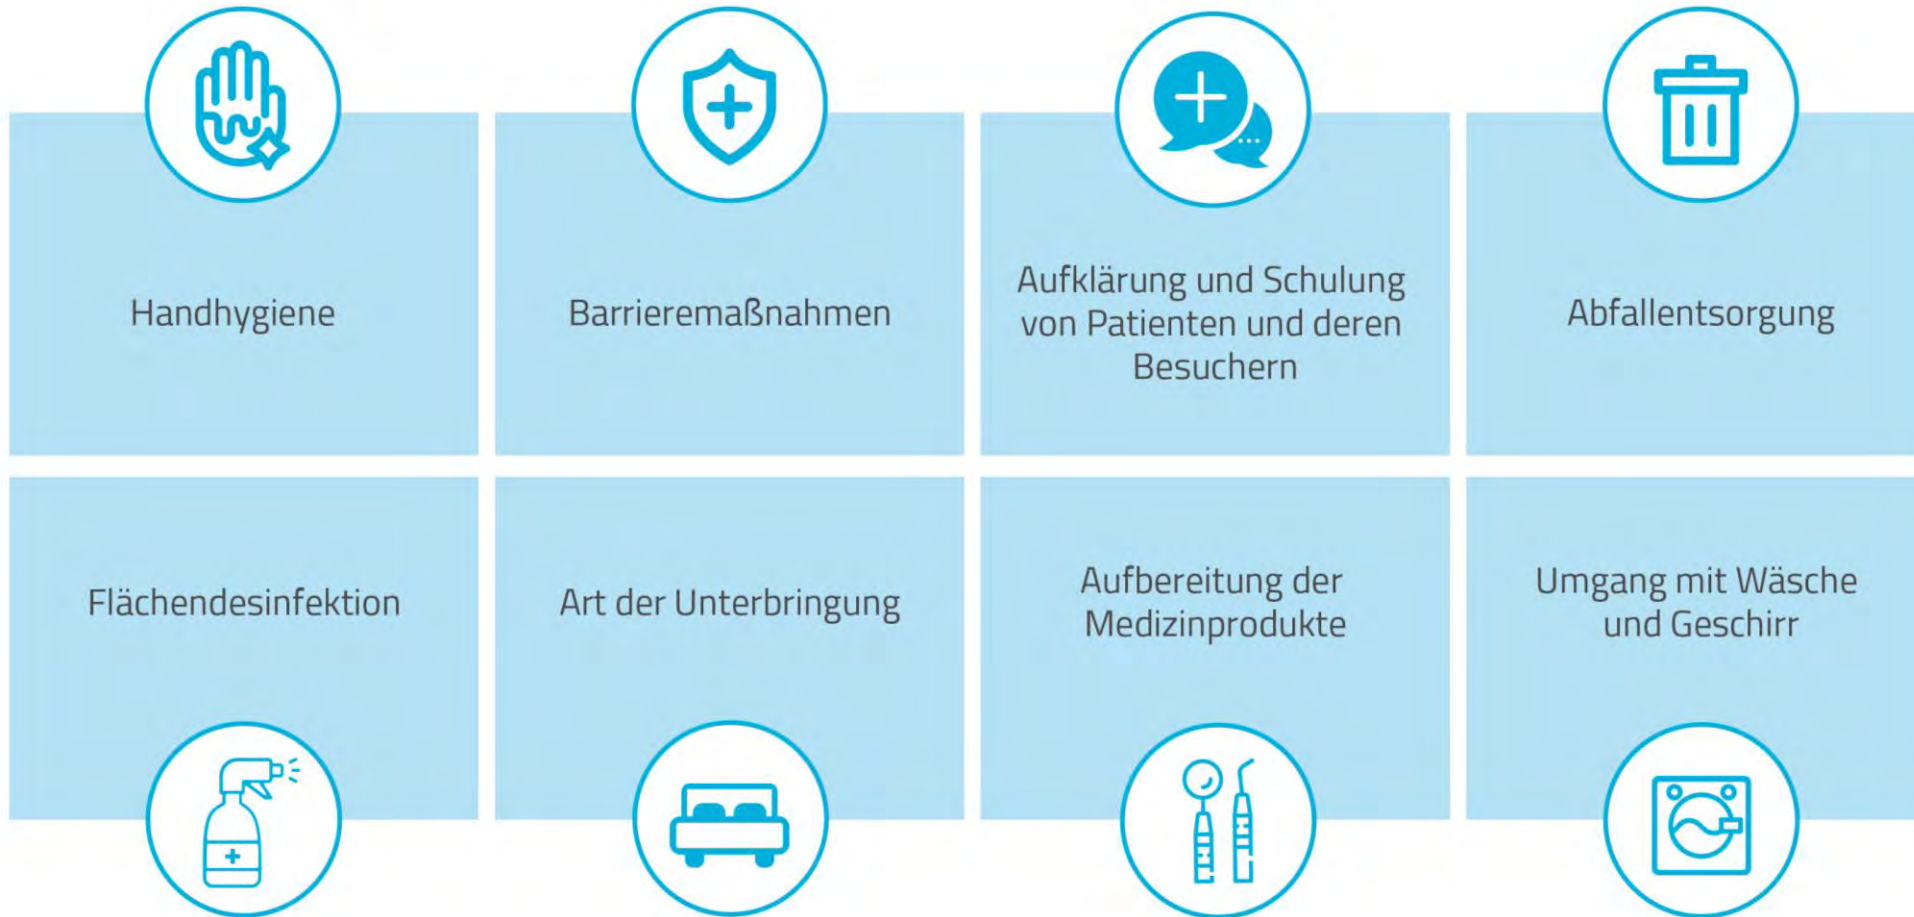 Handhygiene
Barrieremaßnahmen
Aufklärung und Schulung
von Patienten und deren
Besuchern
Abfallentsorgung
Flächendesinfektion
Art der Unterbringung
Aufbereitung der
Medizinprodukte
Umgang mit Wäsche
und Geschirr